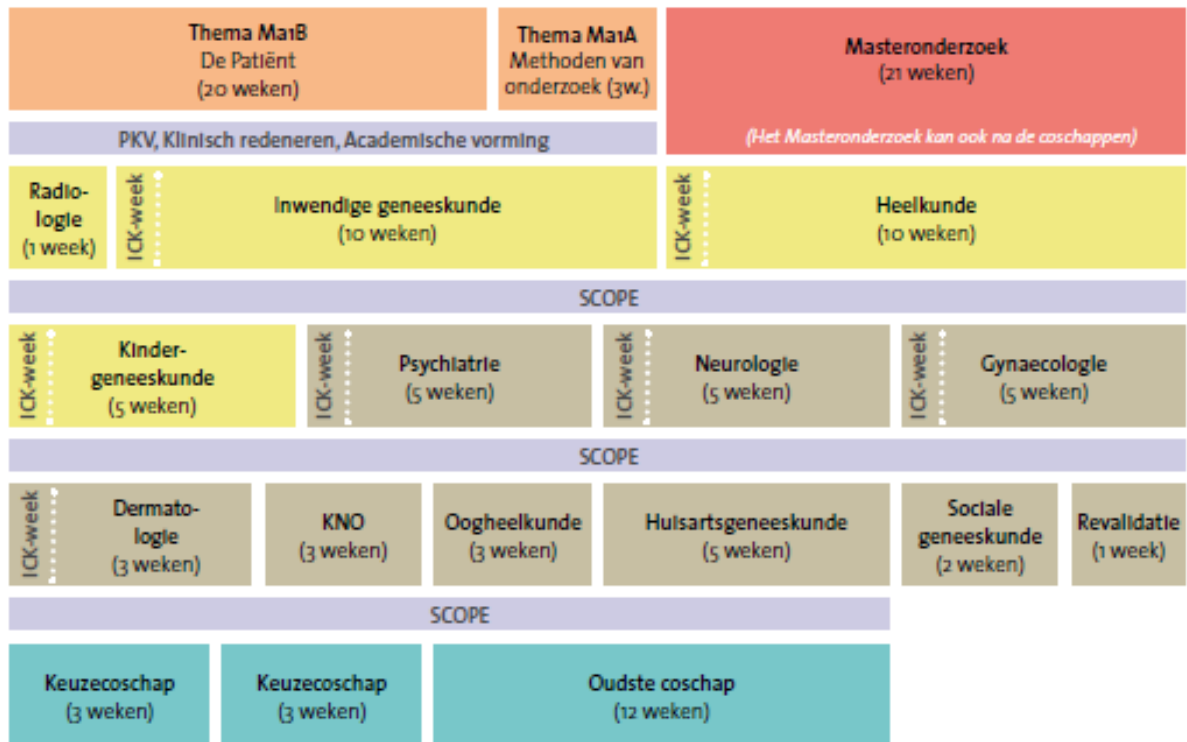 Thema Ma1B
De Patiënt
(20 weken)
Thema Ma1A
Methoden van
onderzoek (3w.)
Masteronderzoek
(21 weken)
(Het Masteronderzoek kan ook na de coschappen)
PKV, Klinisch redeneren, Academische vorming
Radio-
logie
(1 week)
ICK-week
Inwendige geneeskunde
(10 weken)
ICK-week
Heelkunde
(10 weken)
SCOPE
ICK-week
Kinder-
geneeskunde
(5 weken)
ICK-week
Psychiatrie
(5 weken)
ICK-week
Neurologie
(5 weken)
ICK-week
Gynaecologie
(5 weken)
SCOPE
ICK-week
Dermato-
logie
(3 weken)
KNO
(3 weken)
Oogheelkunde
(3 weken)
Huisartsgeneeskunde
(5 weken)
Sociale
geneeskunde
(2 weken)
Revalidatie
(1 week)
SCOPE
Keuzecoschap
(3 weken)
Keuzecoschap
(3 weken)
Oudste coschap
(12 weken)